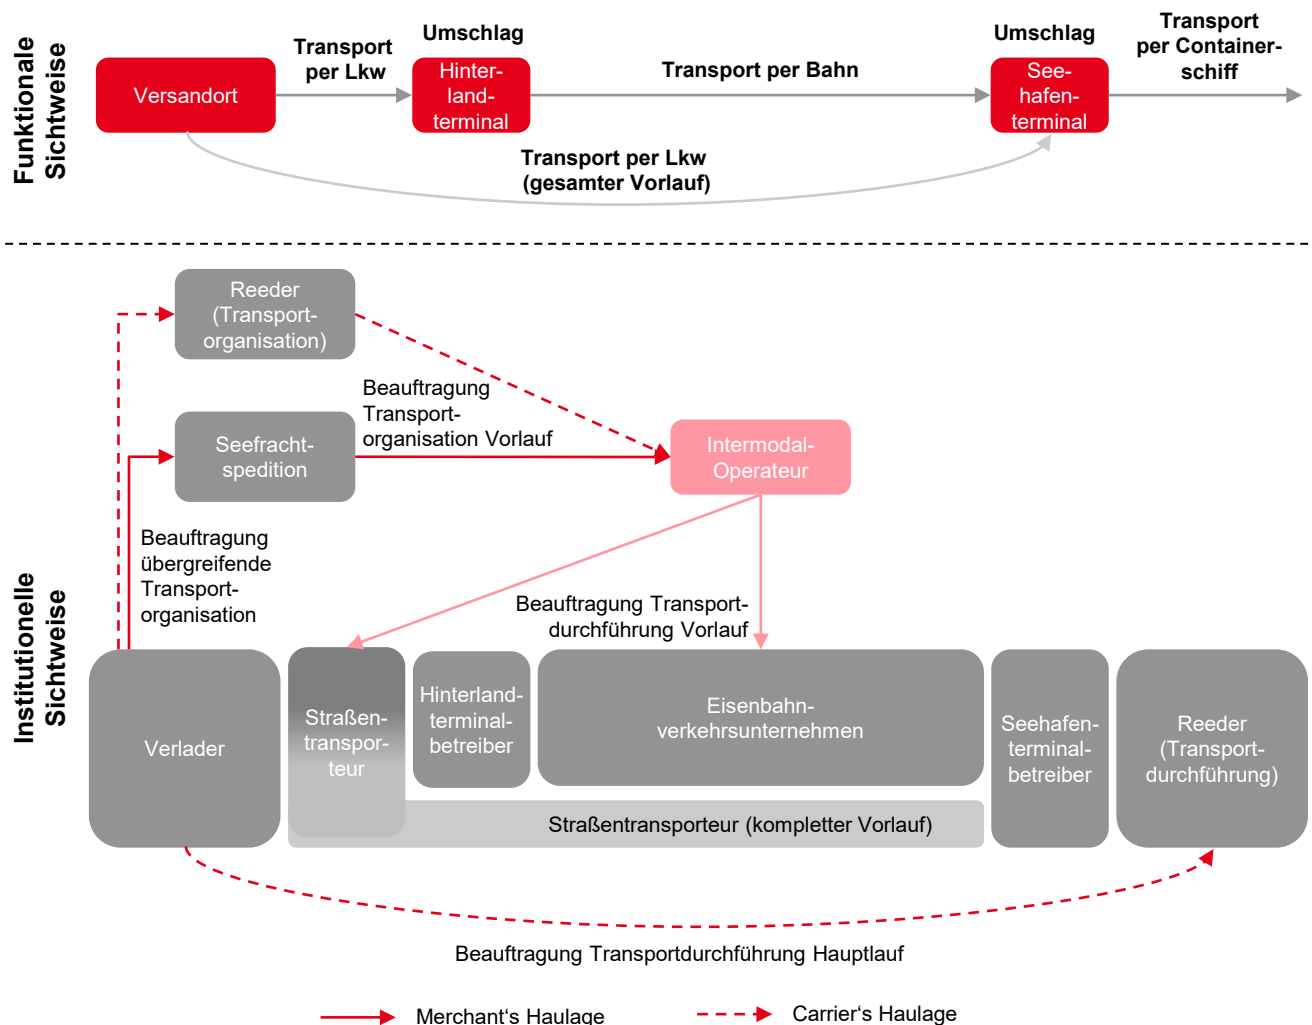 Funktionale
Sichtweise
Versandort
Transport
per Lkw
Umschlag
Hinter-
land-
terminal
Transport per Bahn
Umschlag
See-
hafen-
terminal
Transport
per Container-
schiff
Transport per Lkw
(gesamter Vorlauf)
Institutionelle
Sichtweise
Reeder
(Transport-
organisation)
Beauftragung
Transport-
organisation Vorlauf
Seefracht-
spedition
Intermodal-
Operateur
Beauftragung
übergreifende
Transport-
organisation
Beauftragung Transport-
durchführung Vorlauf
Verlader
Straßen-
transpor-
teur
Hinterland-
terminal-
betreiber
Eisenbahn-
verkehrsunternehmen
Seehafen-
terminal-
betreiber
Reeder
(Transport-
durchführung)
Straßentransporteur (kompletter Vorlauf)
Beauftragung Transportdurchführung Hauptlauf
Merchant‘s Haulage
Carrier‘s Haulage